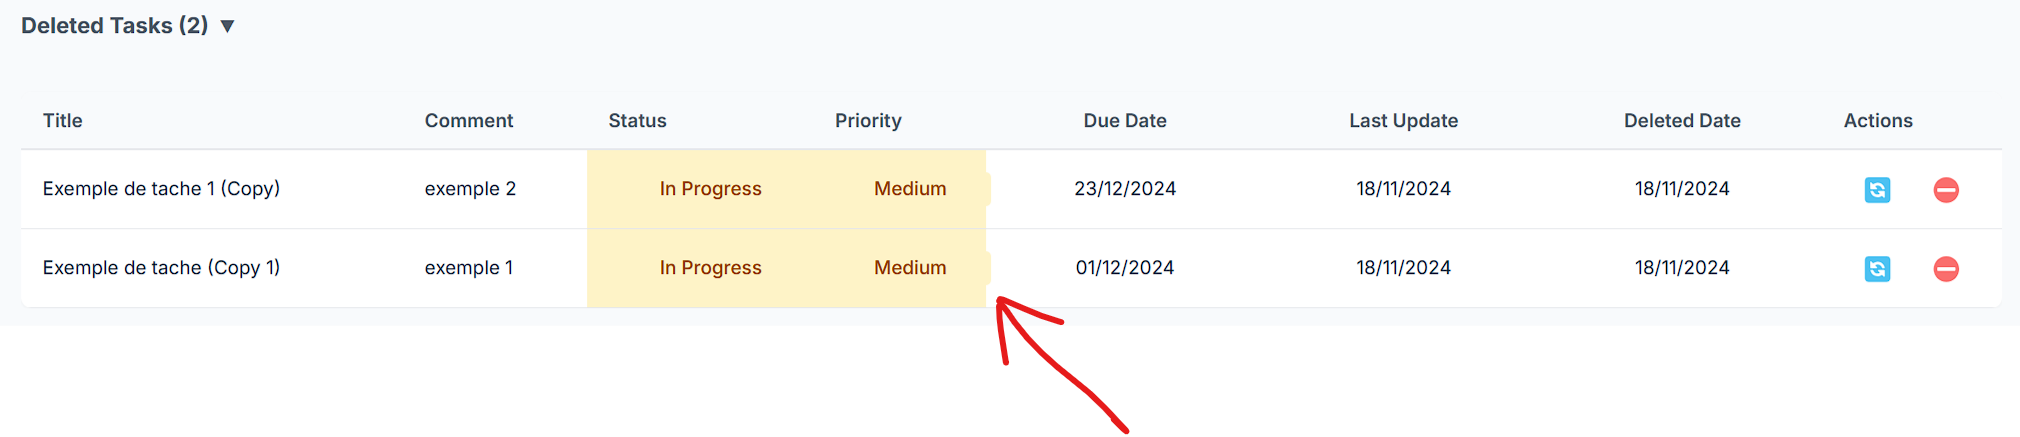 Deleted Tasks (2) ▼
Title Comment Status Priority Due Date Last Update Deleted Date Actions
Exemple de tache 1 (Copy) exemple 2 In Progress Medium 23/12/2024 18/11/2024 18/11/2024
Exemple de tache (Copy 1) exemple 1 In Progress Medium 01/12/2024 18/11/2024 18/11/2024